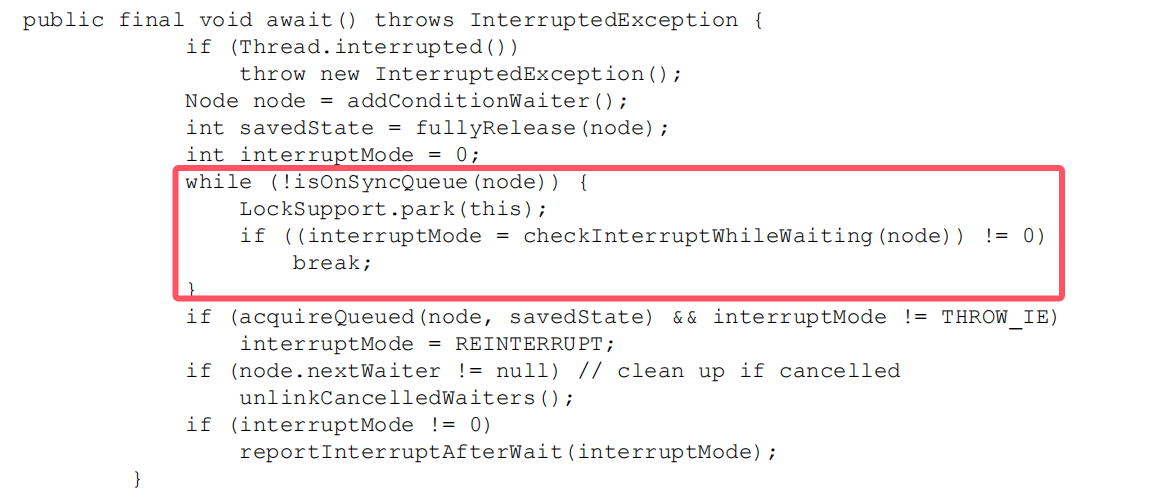 public final void await() throws InterruptedException {
if (Thread.interrupted())
throw new InterruptedException();
Node node = addConditionWaiter();
int savedState = fullyRelease(node);
int interruptMode = 0;
while (!isOnSyncQueue(node)) {
LockSupport.park(this);
if ((interruptMode = checkInterruptWhileWaiting(node)) != 0)
break;
}
if (acquireQueued(node, savedState) && interruptMode != THROW_IE)
interruptMode = REINTERRUPT;
if (node.nextWaiter != null) // clean up if cancelled
unlinkCancelledWaiters();
if (interruptMode != 0)
reportInterruptAfterWait(interruptMode);
}